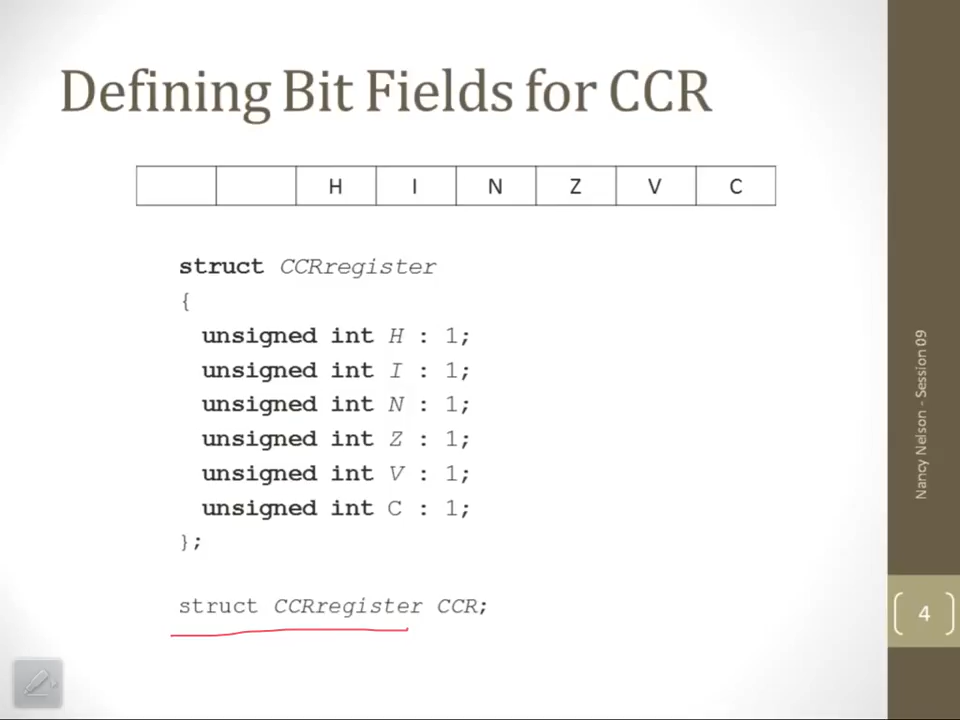 Defining Bit Fields for CCR
H I N Z V C
struct CCRregister
{
unsigned int H : 1;
unsigned int I : 1;
unsigned int N : 1;
unsigned int Z : 1;
unsigned int V : 1;
unsigned int C : 1;
};
struct CCRregister CCR;
Nancy Nelson - Session 09
4